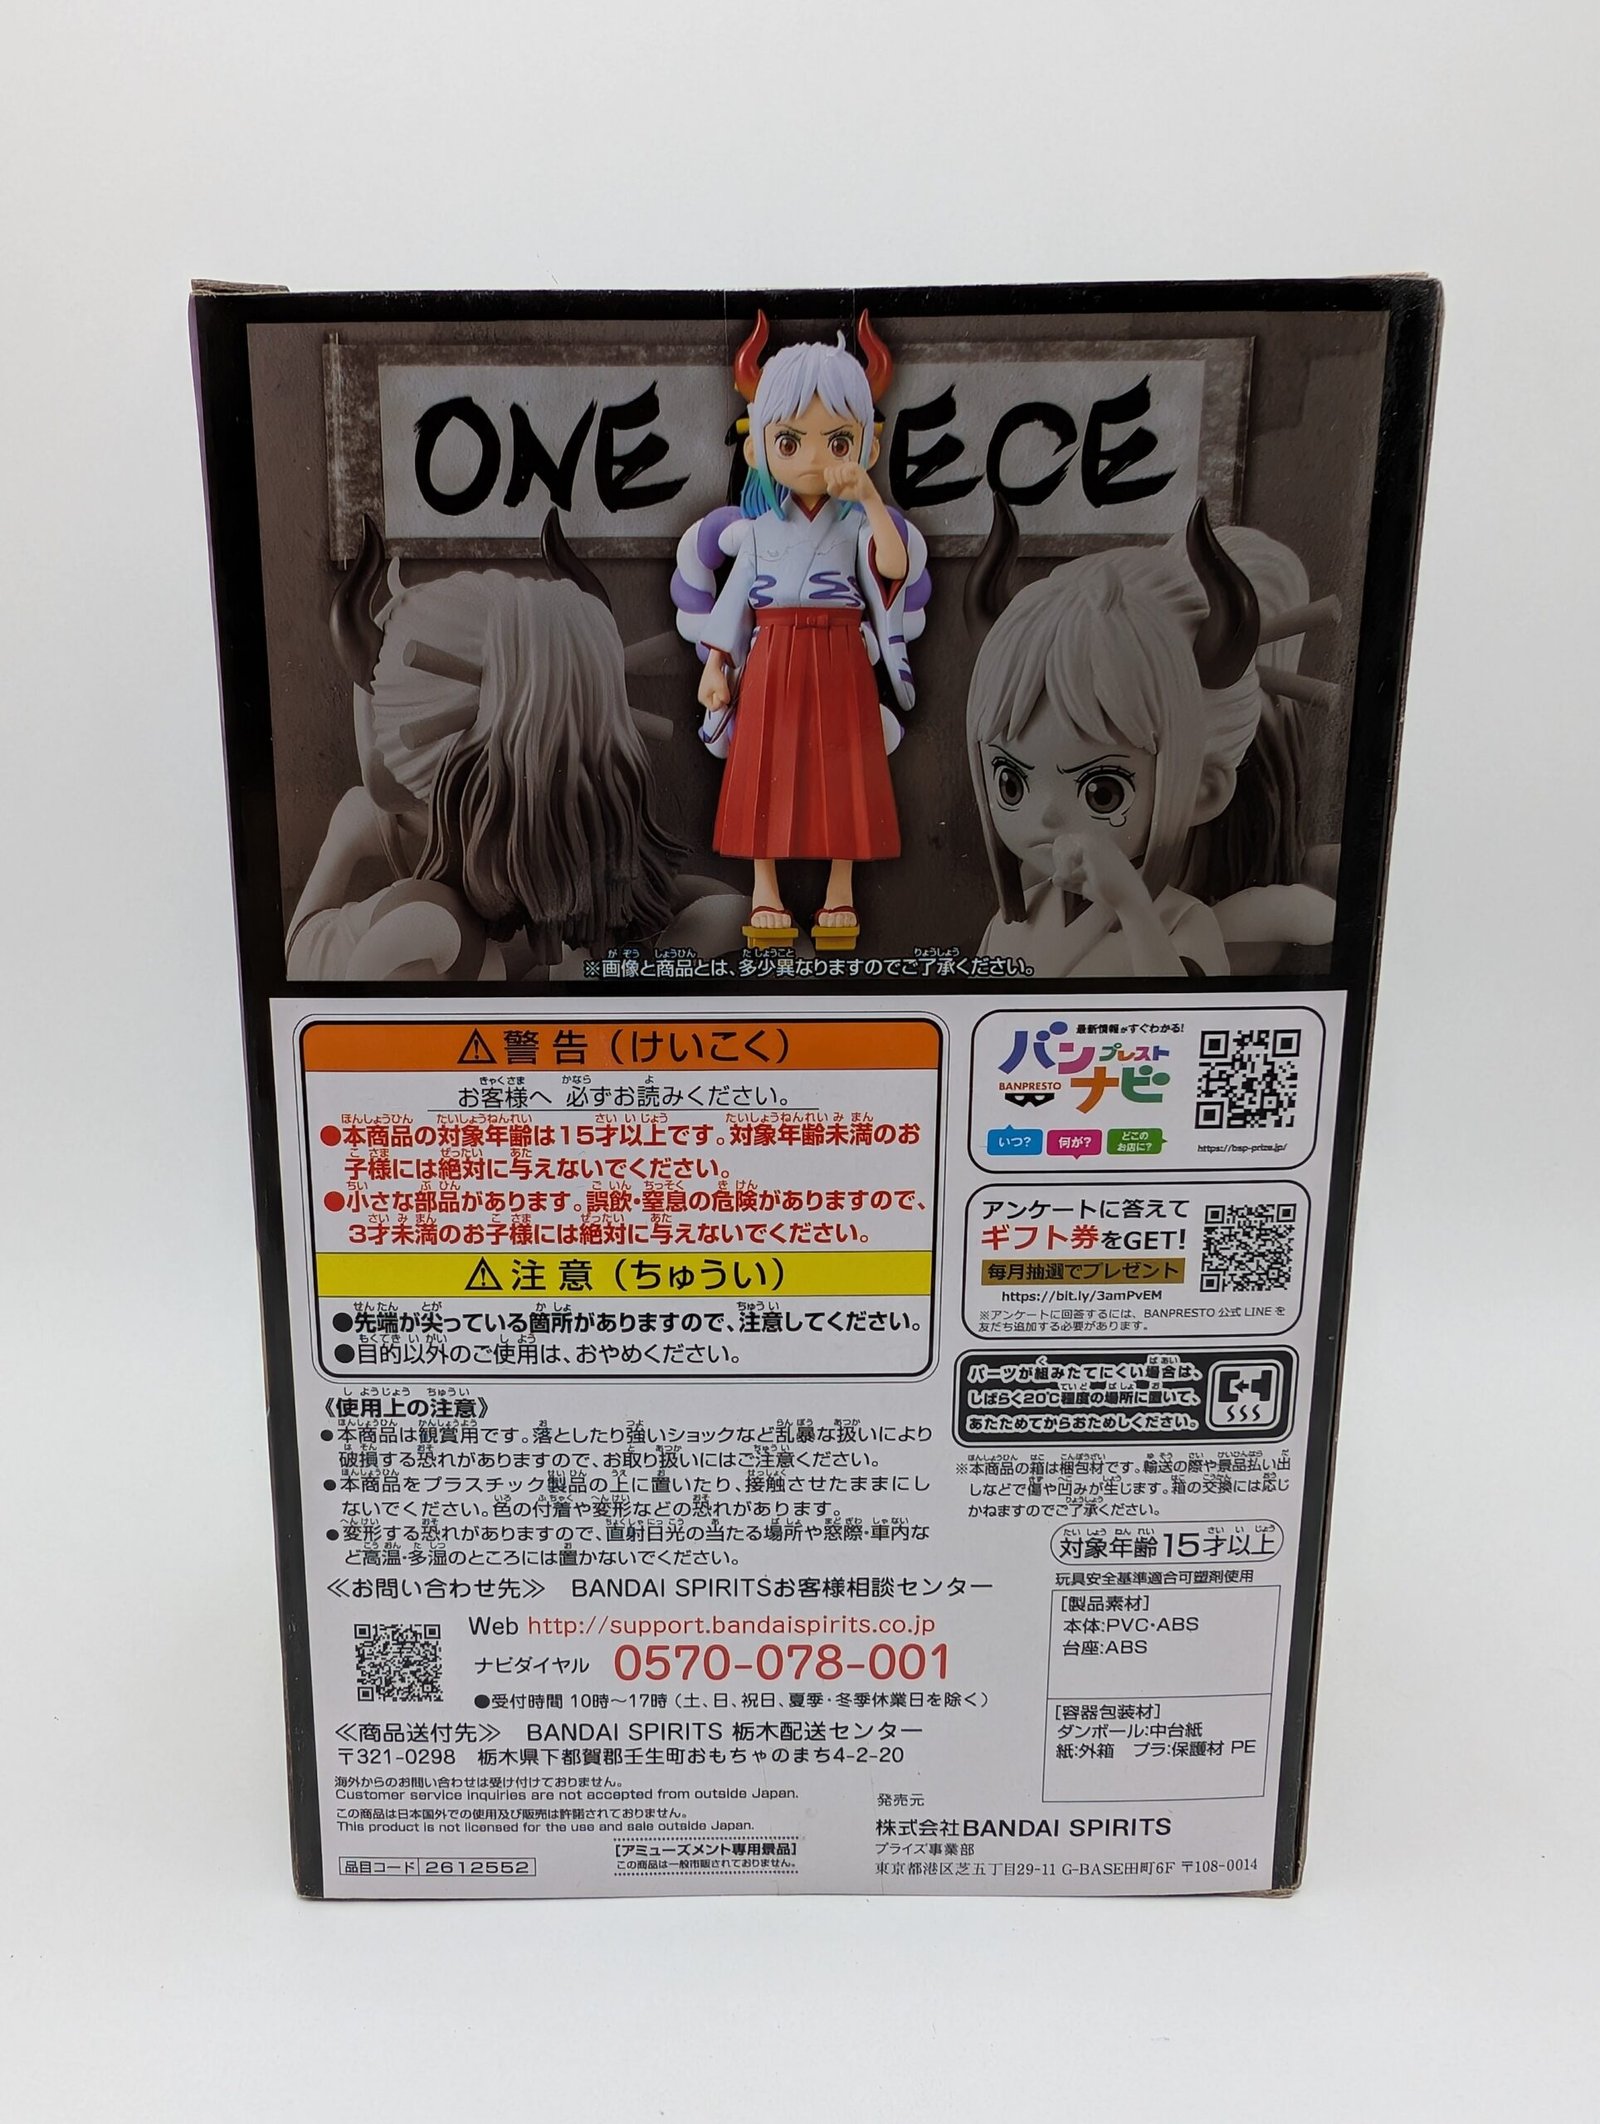 ONE PIECE
※画像と商品とは、多少異なりますのでご了承ください。
⚠警告（けいこく）
お客様へ 必ずお読みください。
●本商品の対象年齢は15才以上です。対象年齢未満のお
子様には絶対に与えないでください。
●小さな部品があります。誤飲・窒息の危険がありますので、
3才未満のお子様には絶対に与えないでください。
⚠注意（ちゅうい）
●先端が尖っている箇所がありますので、注意してください。
●目的以外のご使用は、おやめください。
《使用上の注意》
●本商品は観賞用です。落としたり強いショックなど乱暴な扱いにより
破損する恐れがありますので、お取り扱いにはご注意ください。
●本商品をプラスチック製品の上に置いたり、接触させたままにし
ないでください。色の付着や変形などの恐れがあります。
●変形する恐れがありますので、直射日光の当たる場所や窓際・車内な
ど高温・多湿のところには置かないでください。
≪お問い合わせ先≫ BANDAI SPIRITSお客様相談センター
Web http://support.bandaispirits.co.jp
ナビダイヤル 0570-078-001
●受付時間 10時～17時（土、日、祝日、夏季・冬季休業日を除く）
≪商品送付先≫ BANDAI SPIRITS 栃木配送センター
〒321-0298 栃木県下都賀郡壬生町おもちゃのまち4-2-20
海外からのお問い合わせは受け付けておりません。
Customer service inquiries are not accepted from outside Japan.
この商品は日本国外での使用及び販売は許諾されておりません。
This product is not licensed for the use and sale outside Japan.
品目コード 2612552
[アミューズメント専用景品]
この商品は一般市販されておりません。
最新情報がすぐわかる!
バンプレストナビ
BANPRESTO
いつ? 何が? どこのお店に?
https://bsp-prize.jp/
アンケートに答えて
ギフト券をGET!
毎月抽選でプレゼント
https://bit.ly/3amPvEM
※アンケートに回答するには、BANPRESTO公式LINEを
友だち追加する必要があります。
パーツが組みたてにくい場合は、
しばらく20℃程度の場所に置いて、
あたためてからおためしください。
※本商品の箱は梱包材です。輸送の際や景品払い出
しなどで傷や凹みが生じます。箱の交換には応じ
かねますのでご了承ください。
対象年齢15才以上
玩具安全基準適合可塑剤使用
[製品素材]
本体:PVC・ABS
台座:ABS
[容器包装材]
ダンボール:中台紙
紙:外箱 プラ:保護材 PE
発売元
株式会社BANDAI SPIRITS
プライズ事業部
東京都港区芝五丁目29-11 G-BASE田町6F 〒108-0014